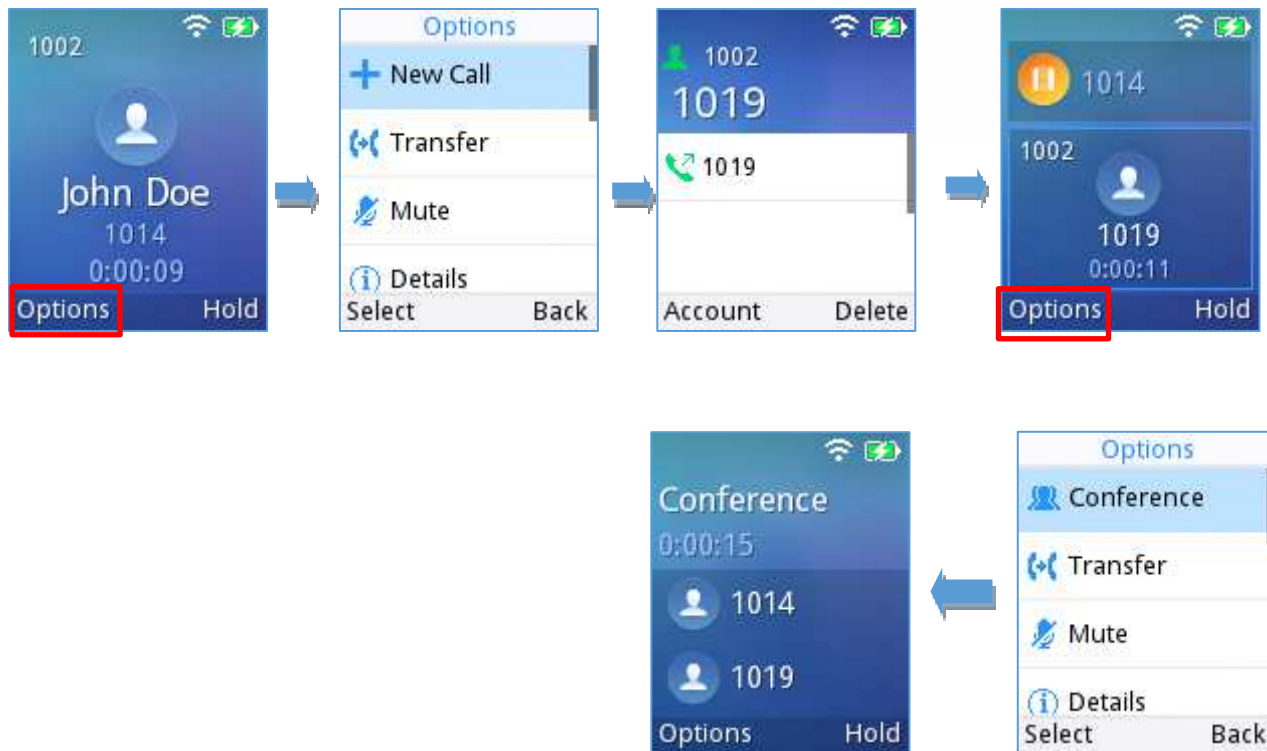 1002
John Doe
1014
0:00:09
Options Hold
Options
New Call
Transfer
Mute
Details
Select Back
1002
1019
1019
Account Delete
1014
1002
1019
0:00:11
Options Hold
Conference
0:00:15
1014
1019
Options Hold
Options
Conference
Transfer
Mute
Details
Select Back